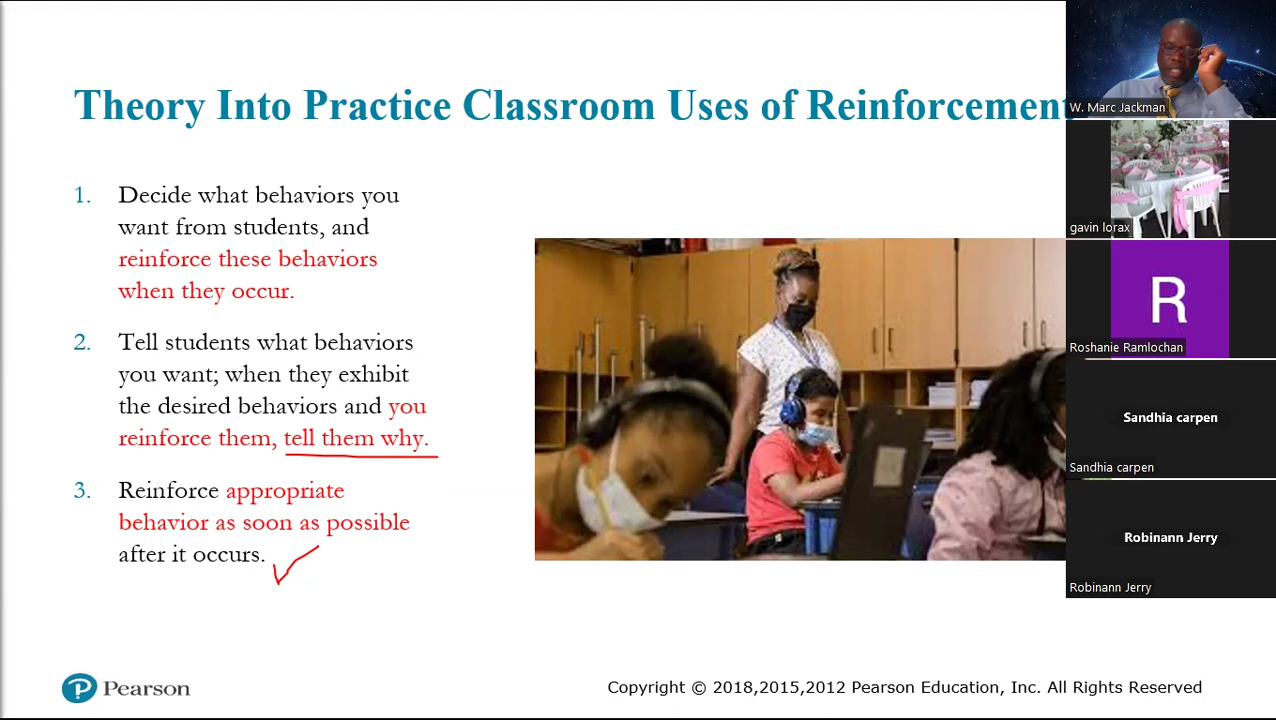 Theory Into Practice Classroom Uses of Reinforcement
1. Decide what behaviors you
want from students, and
reinforce these behaviors
when they occur.
2. Tell students what behaviors
you want; when they exhibit
the desired behaviors and you
reinforce them, tell them why.
3. Reinforce appropriate
behavior as soon as possible
after it occurs.
P Pearson
Copyright © 2018,2015,2012 Pearson Education, Inc. All Rights Reserved
W. Marc Jackman
gavin lorax
R
Roshanie Ramlochan
Sandhia carpen
Sandhia carpen
Robinann Jerry
Robinann Jerry